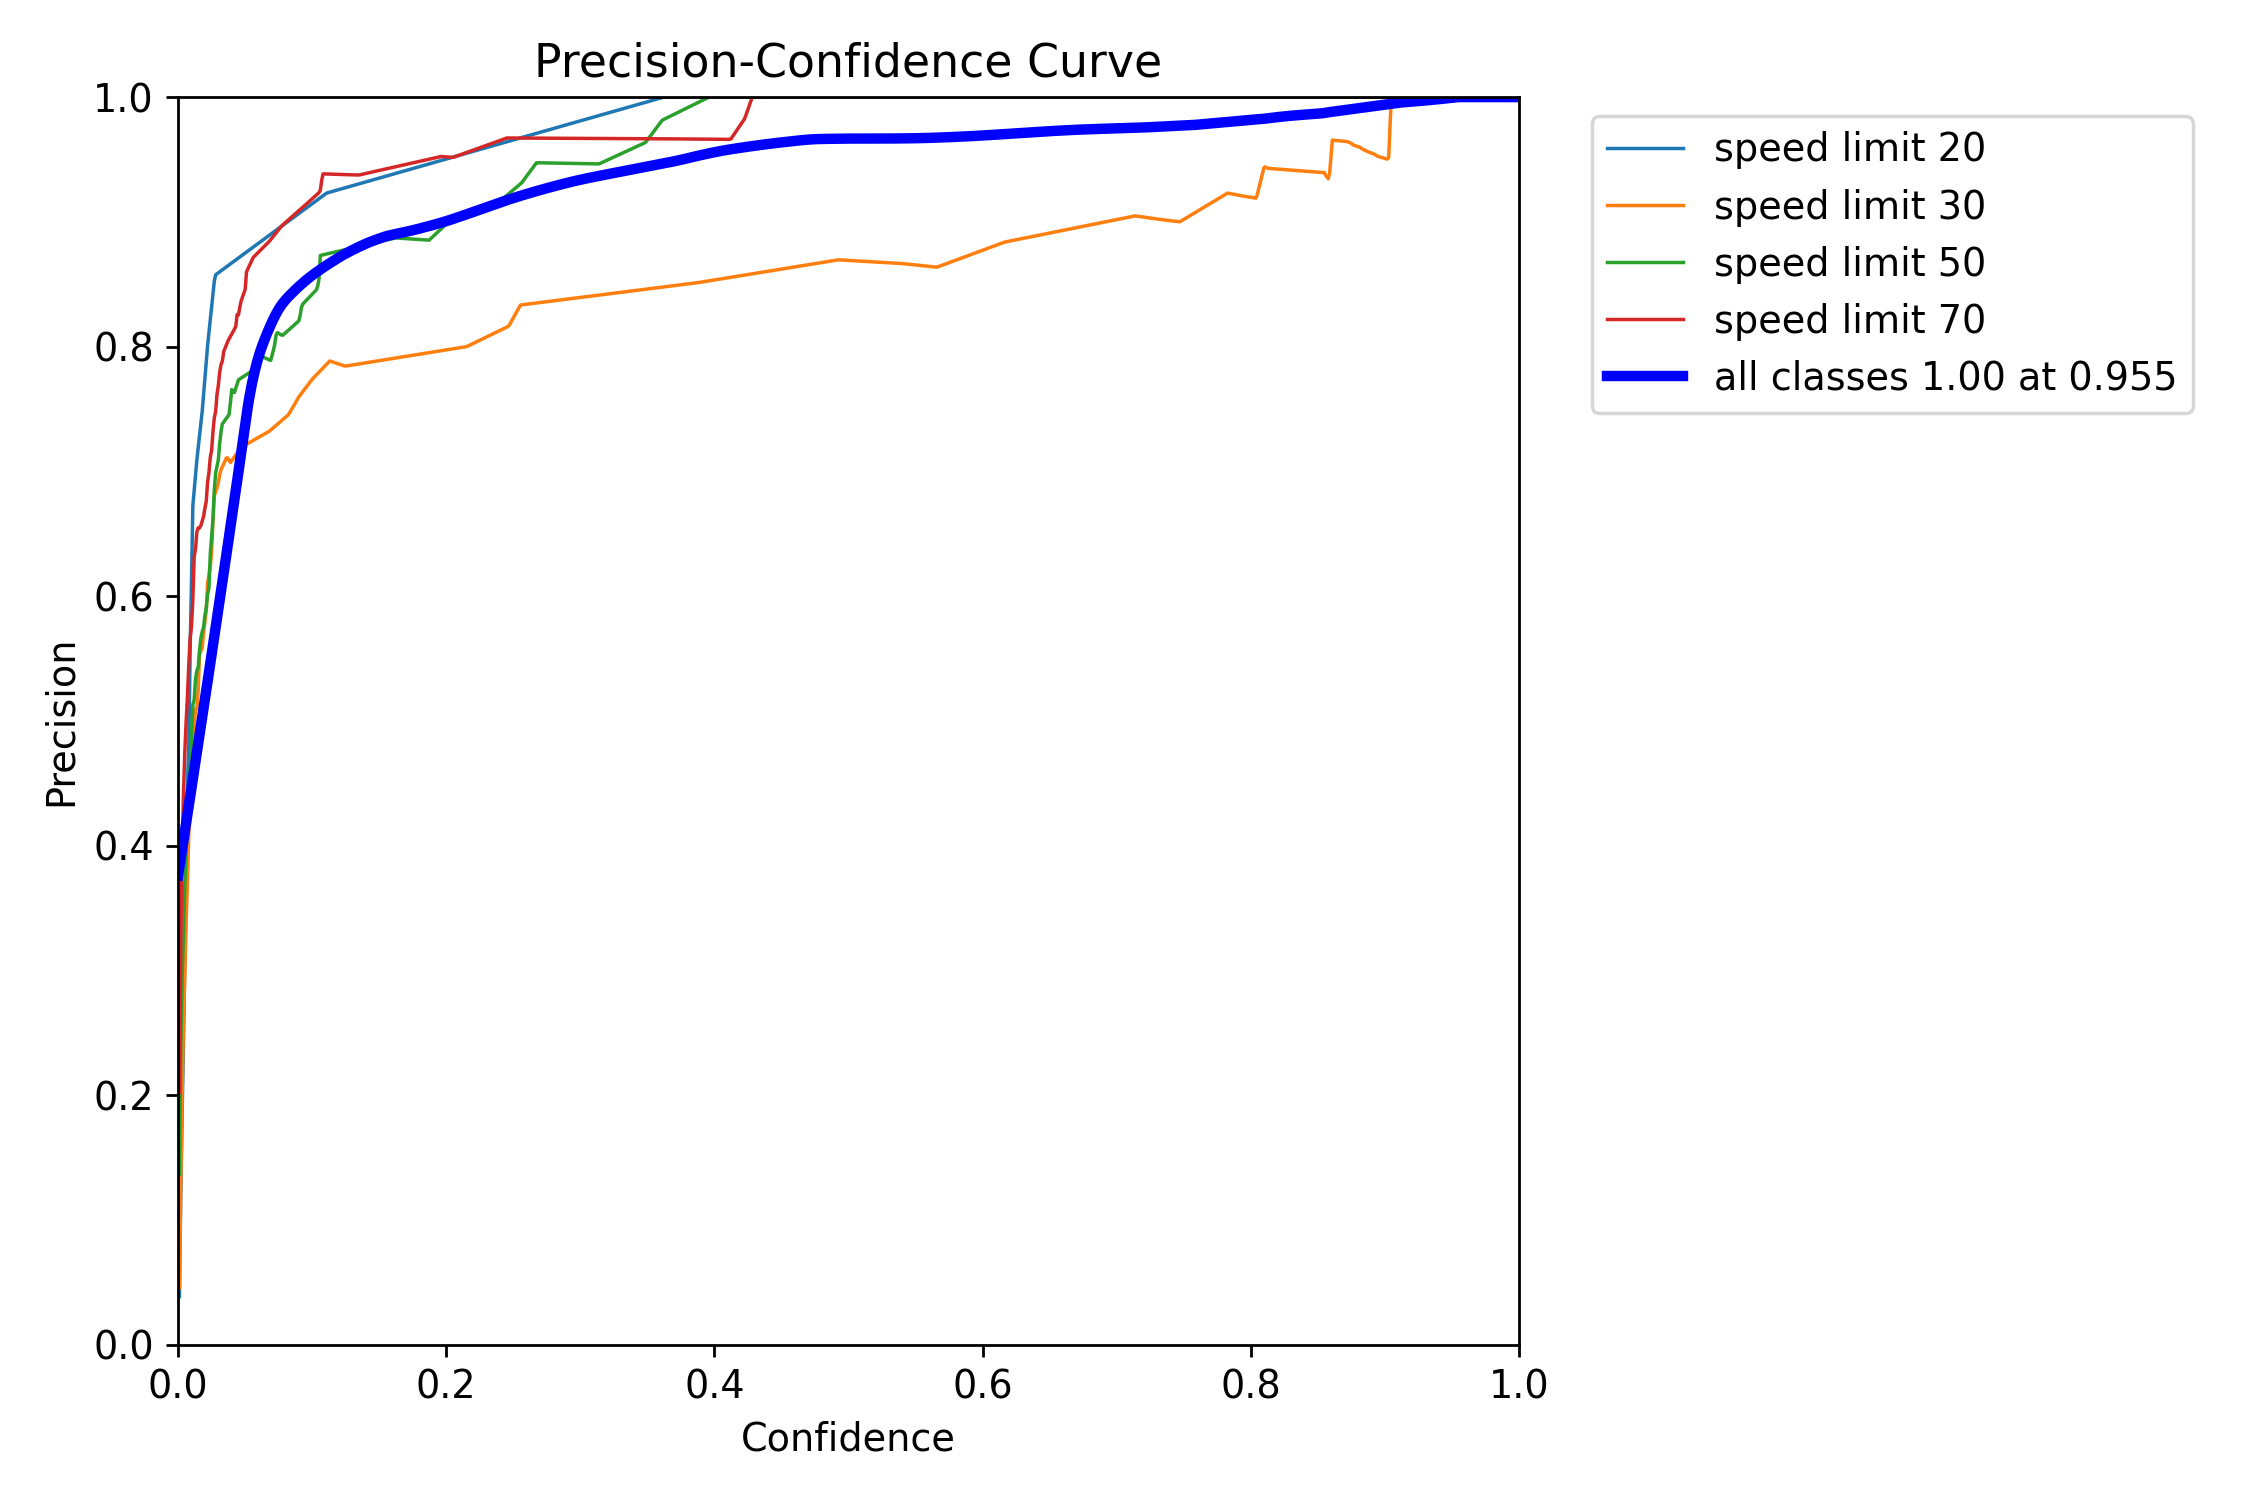 Precision-Confidence Curve
1.0
0.8
0.6
0.4
0.2
0.0
Precision
0.0 0.2 0.4 0.6 0.8 1.0
Confidence
speed limit 20
speed limit 30
speed limit 50
speed limit 70
all classes 1.00 at 0.955